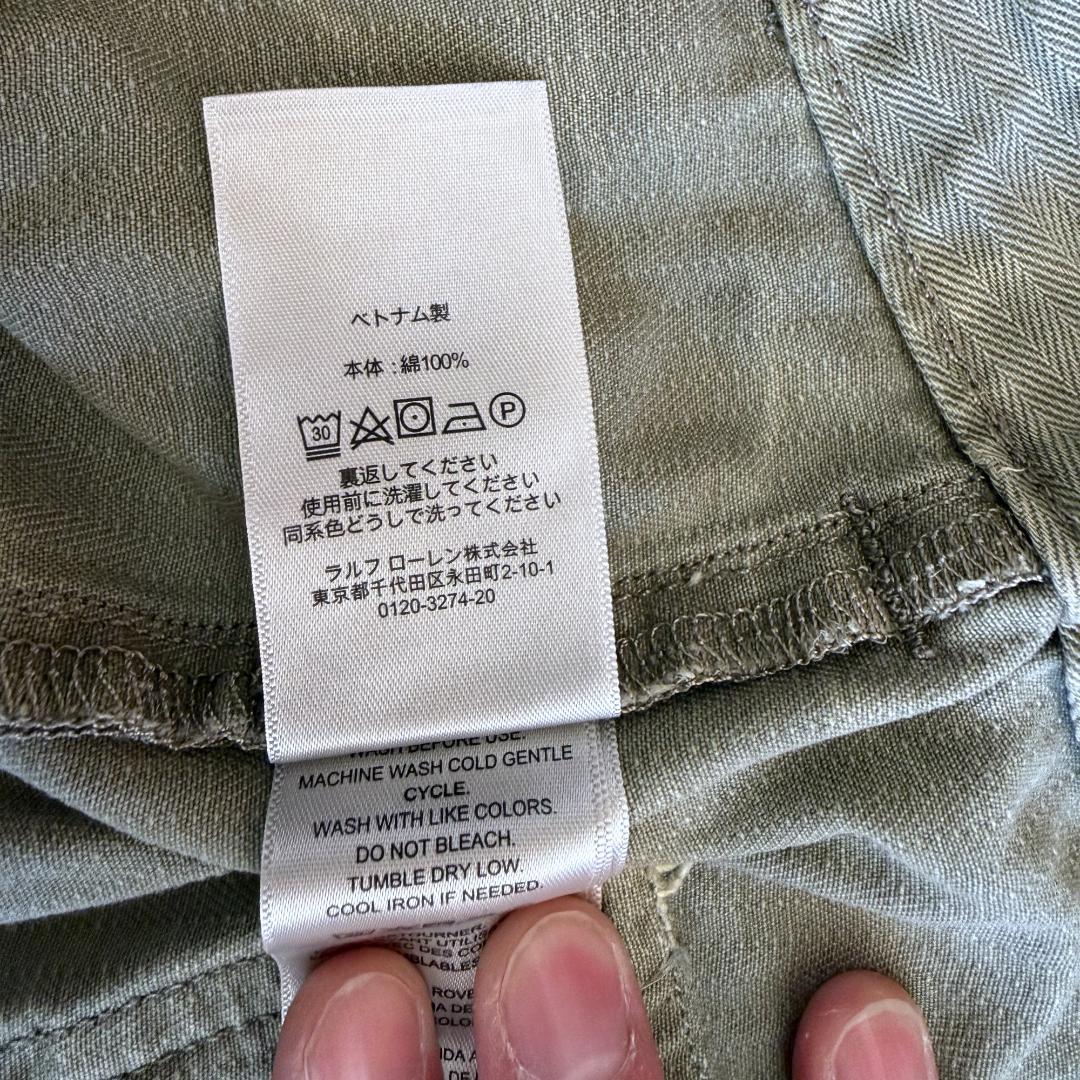 ベトナム製
本体 : 綿100%
30 P
裏返してください
使用前に洗濯してください
同系色どうしで洗ってください
ラルフ ローレン株式会社
東京都千代田区永田町2-10-1
0120-3274-20
WASH BEFORE USE.
MACHINE WASH COLD GENTLE
CYCLE.
WASH WITH LIKE COLORS.
DO NOT BLEACH.
TUMBLE DRY LOW.
COOL IRON IF NEEDED.